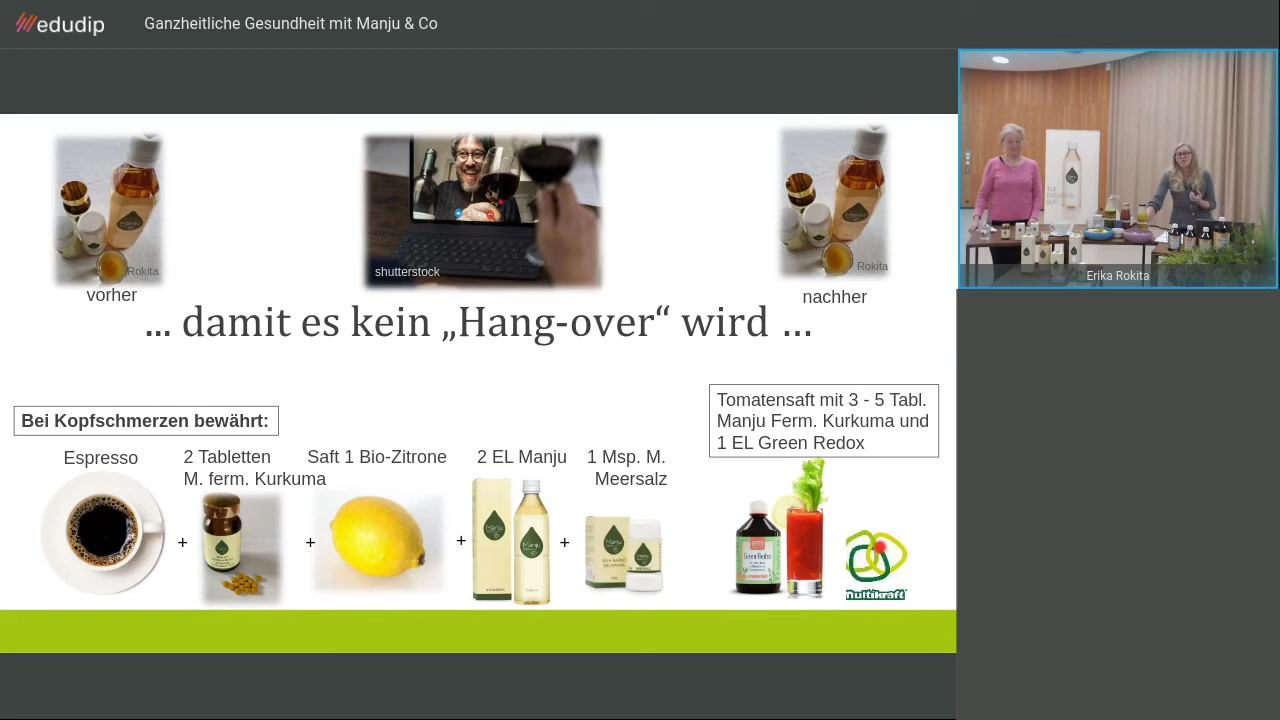 edudip
Ganzheitliche Gesundheit mit Manju & Co
Rokita
shutterstock
Rokita
vorher
nachher
... damit es kein „Hang-over“ wird ...
Bei Kopfschmerzen bewährt:
Tomatensaft mit 3 - 5 Tabl.
Manju Ferm. Kurkuma und
1 EL Green Redox
Espresso
2 Tabletten
M. ferm. Kurkuma
Saft 1 Bio-Zitrone
2 EL Manju
1 Msp. M.
Meersalz
+
+
+
+
Manju
Manju
Green Redox
multikraft
Erika Rokita